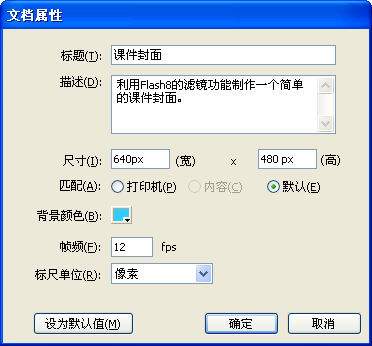 文档属性
标题(T): 课件封面
描述(D): 利用Flash8的滤镜功能制作一个简单
的课件封面。
尺寸(I): 640px (宽) x 480 px (高)
匹配(A): 打印机(P) 内容(C) 默认(E)
背景颜色(B):
帧频(F): 12 fps
标尺单位(R): 像素
设为默认值(M) 确定 取消